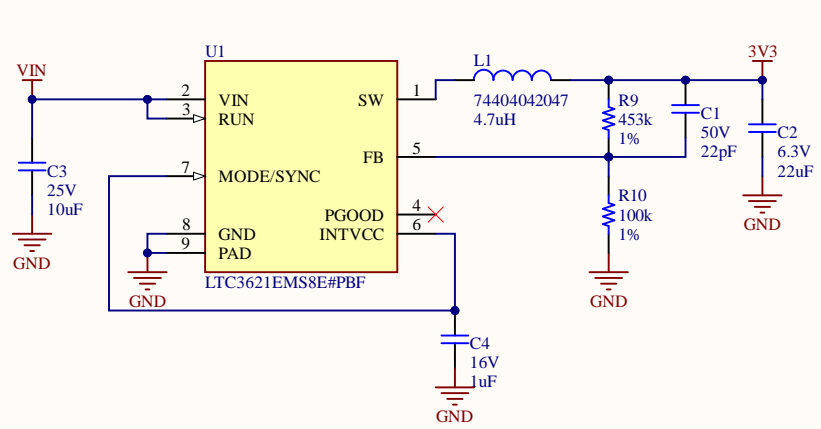 U1
L1
3V3
VIN
2
VIN
SW
1
3
RUN
74404042047
4.7uH
R9
453k
1%
C1
50V
22pF
C2
6.3V
22uF
FB
5
C3
25V
10uF
7
MODE/SYNC
R10
100k
1%
PGOOD
4
8
GND
INTVCC
6
9
PAD
GND
GND
GND
GND
LTC3621EMS8E#PBF
C4
16V
1uF
GND